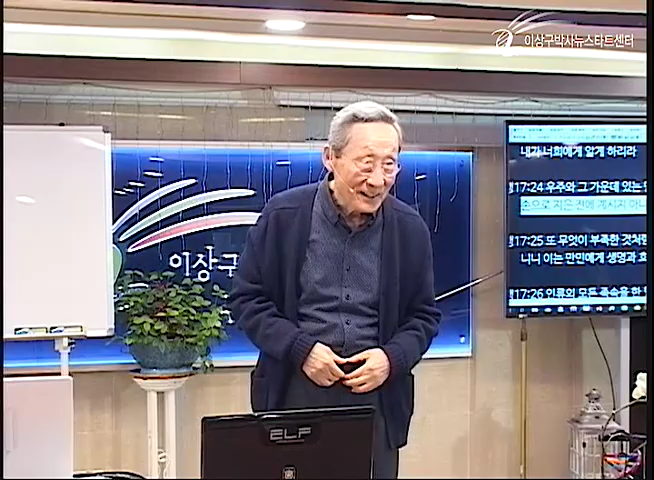 이상구박사뉴스타트센터
내가 너희에게 알게 하리라
17:24 우주와 그 가운데 있는
손으로 지은 전에 계시지 아니
17:25 또 무엇이 부족한 것처럼
니니 이는 만민에게 생명과 호
17:26 인류의 모든 족속을 한
이상구
ELF